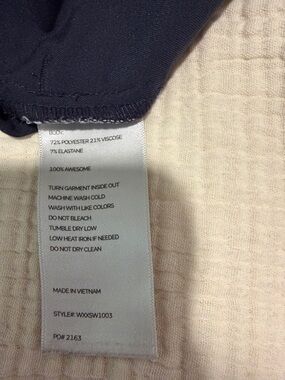 BODY:
72% POLYESTER 21% VISCOSE
7% ELASTANE
100% AWESOME
TURN GARMENT INSIDE OUT
MACHINE WASH COLD
WASH WITH LIKE COLORS
DO NOT BLEACH
TUMBLE DRY LOW
LOW HEAT IRON IF NEEDED
DO NOT DRY CLEAN
MADE IN VIETNAM
STYLE#: WXXSW1003
PO# 2163